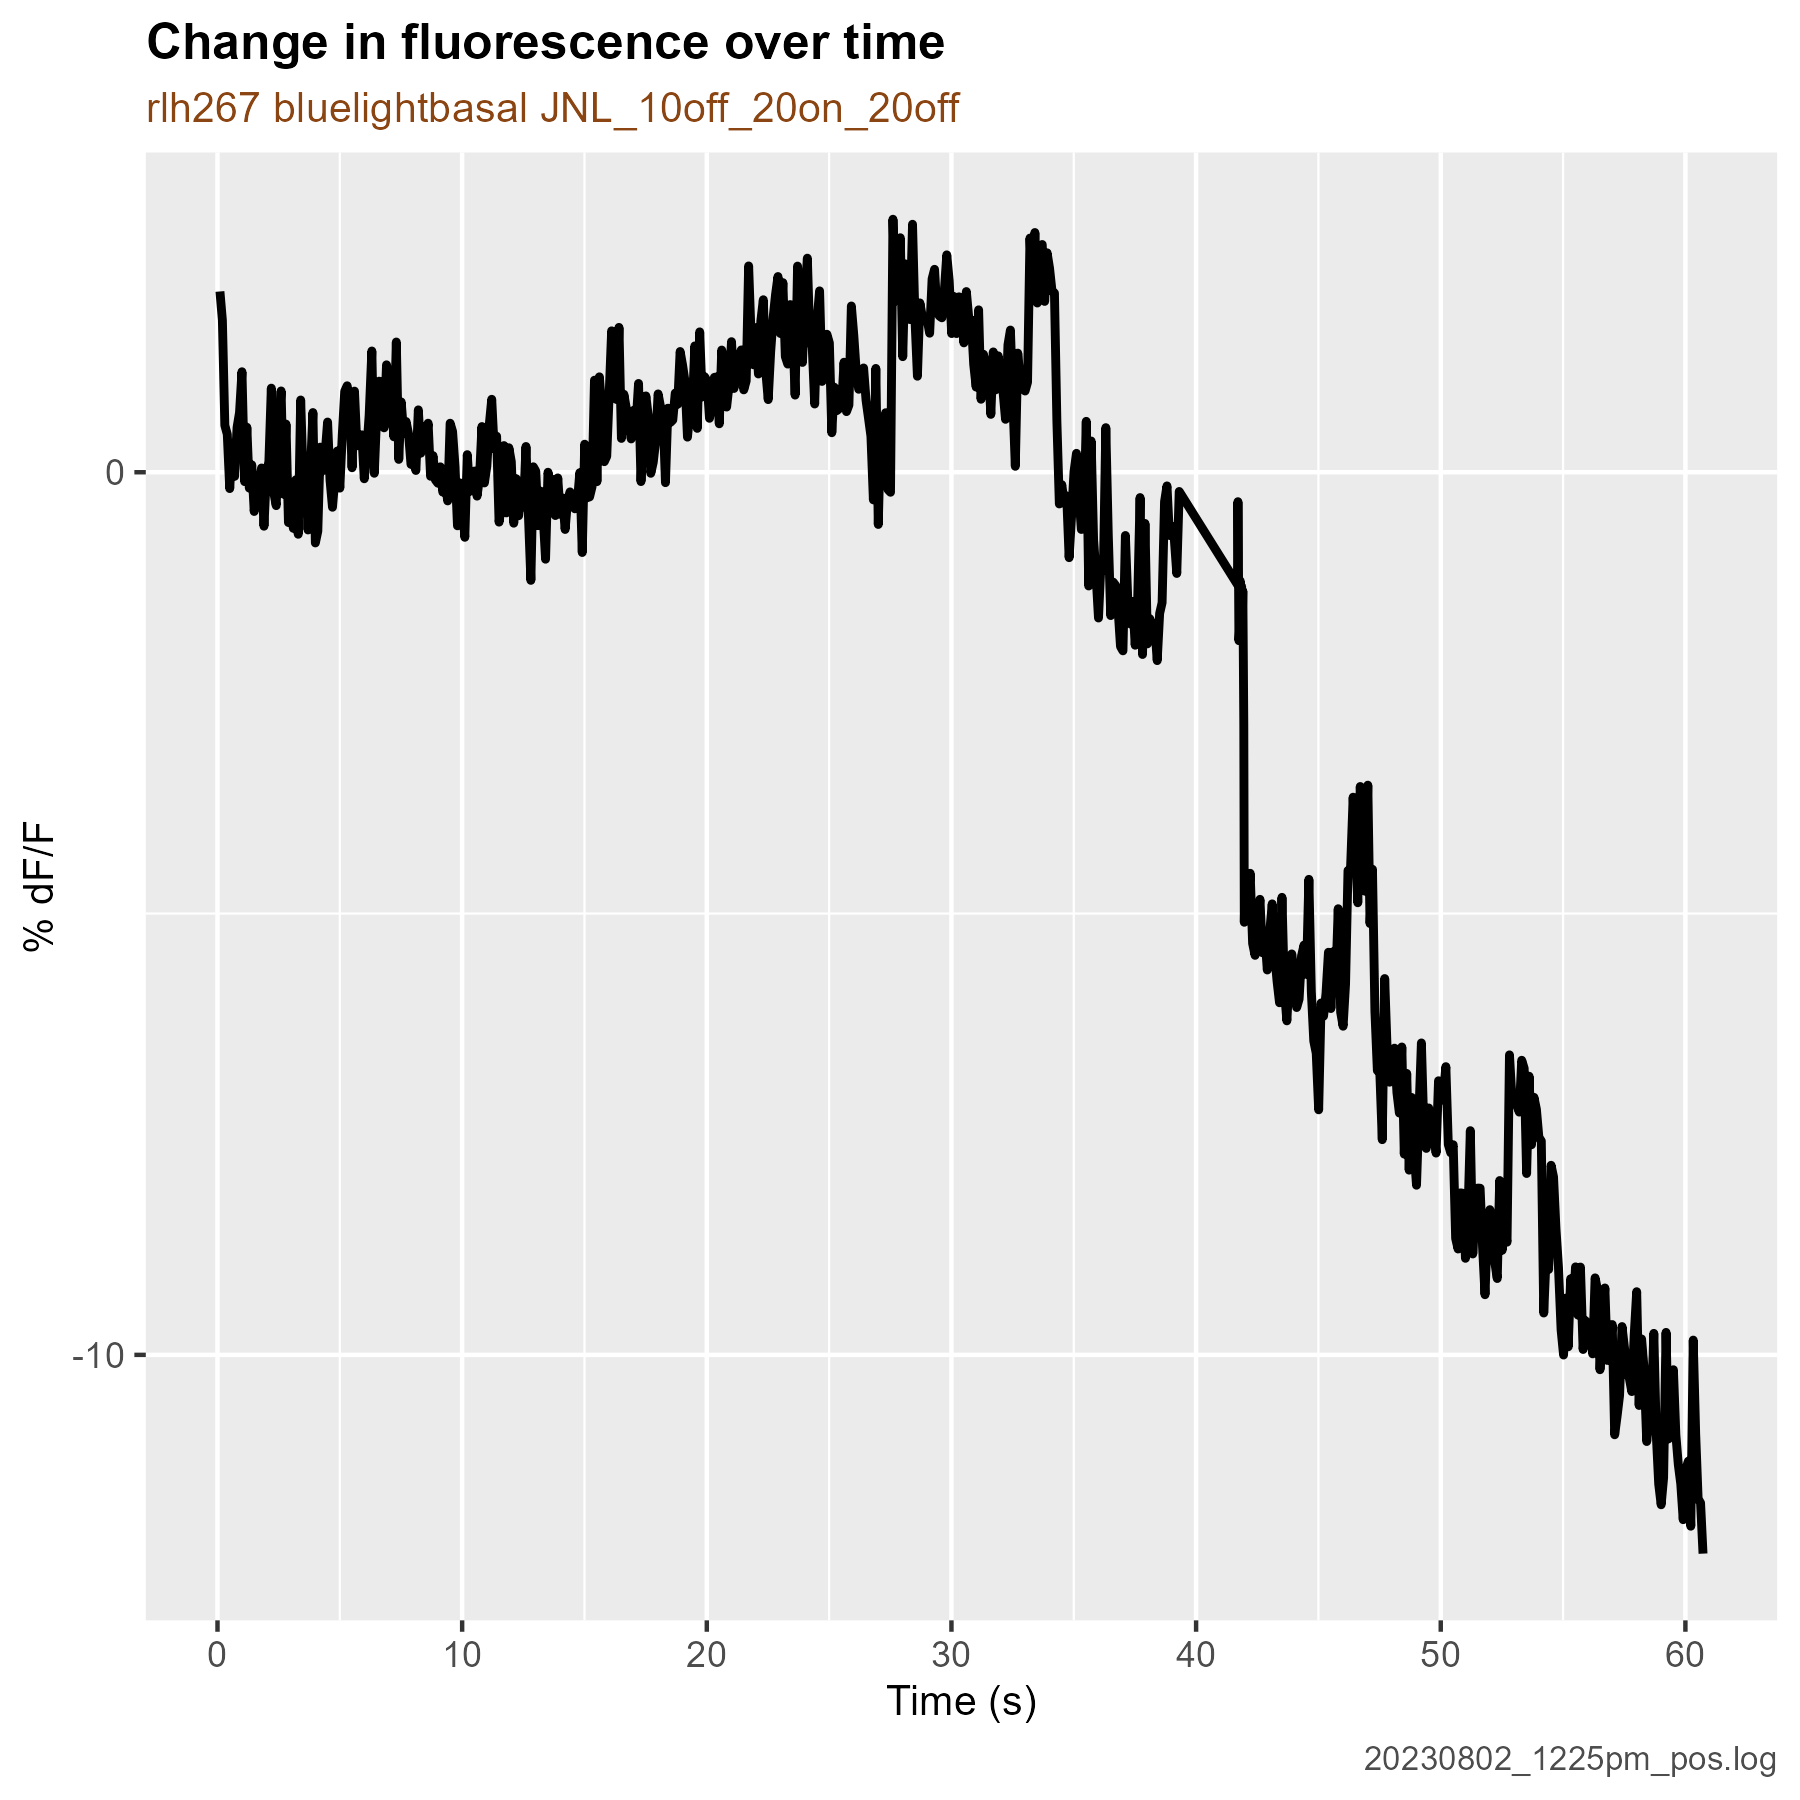 Change in fluorescence over time
rlh267 bluelightbasal JNL_10off_20on_20off
% dF/F
0
-10
0 10 20 30 40 50 60
Time (s)
20230802_1225pm_pos.log